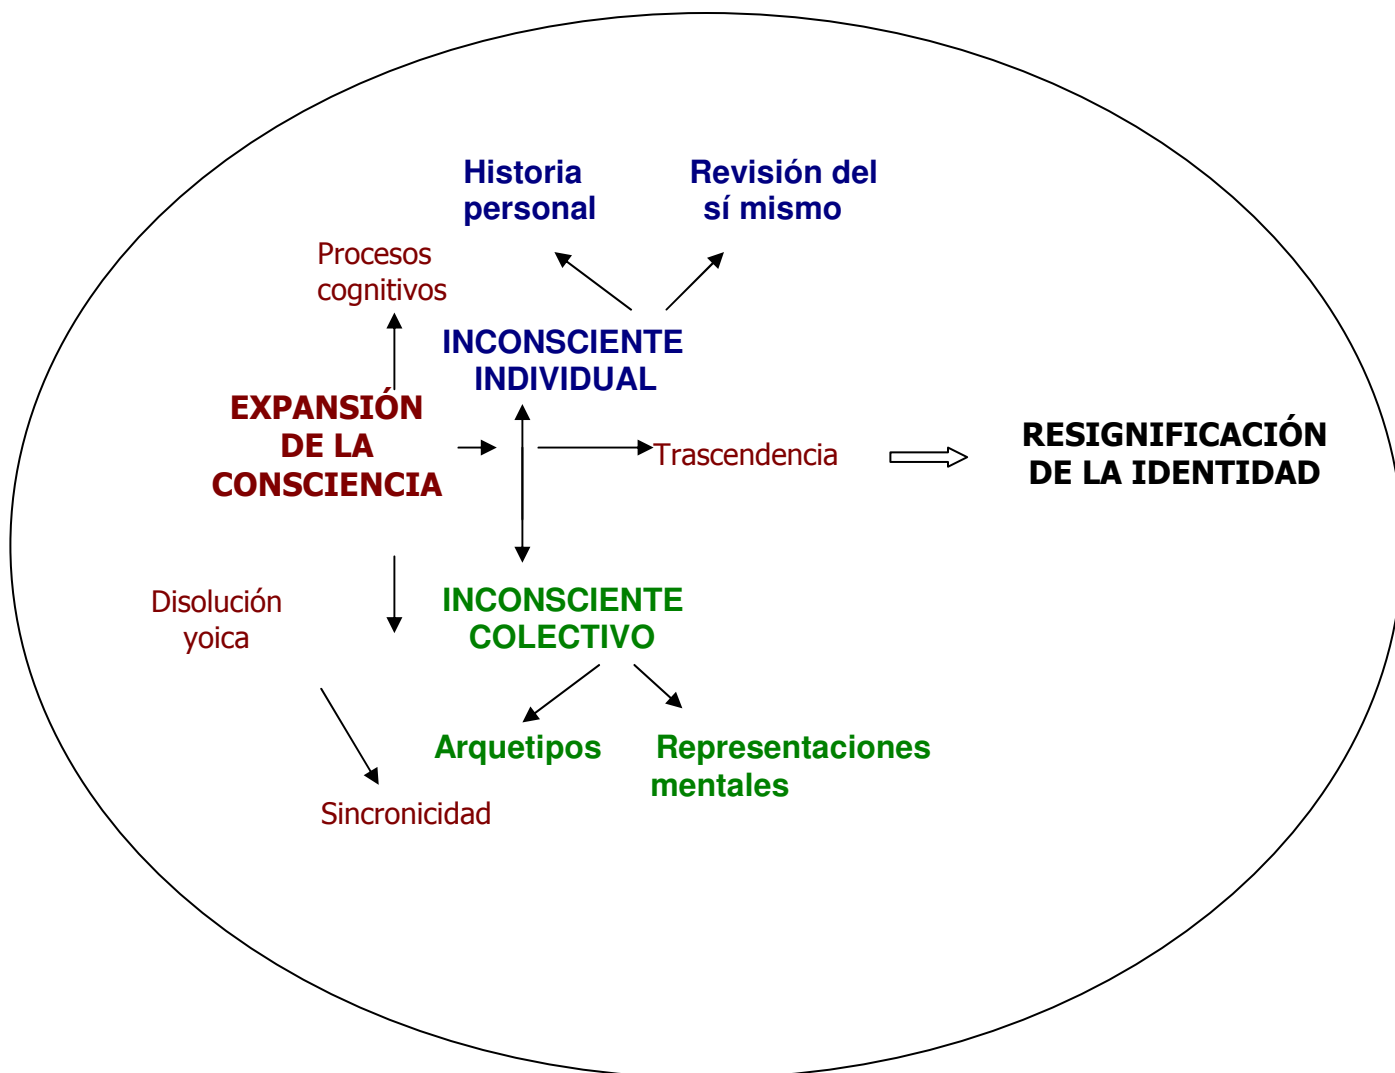 Historia
personal
Revisión del
sí mismo
Procesos
cognitivos
INCONSCIENTE
INDIVIDUAL
EXPANSIÓN
DE LA
CONSCIENCIA
Trascendencia
RESIGNIFICACIÓN
DE LA IDENTIDAD
Disolución
yoica
INCONSCIENTE
COLECTIVO
Arquetipos
Representaciones
mentales
Sincronicidad